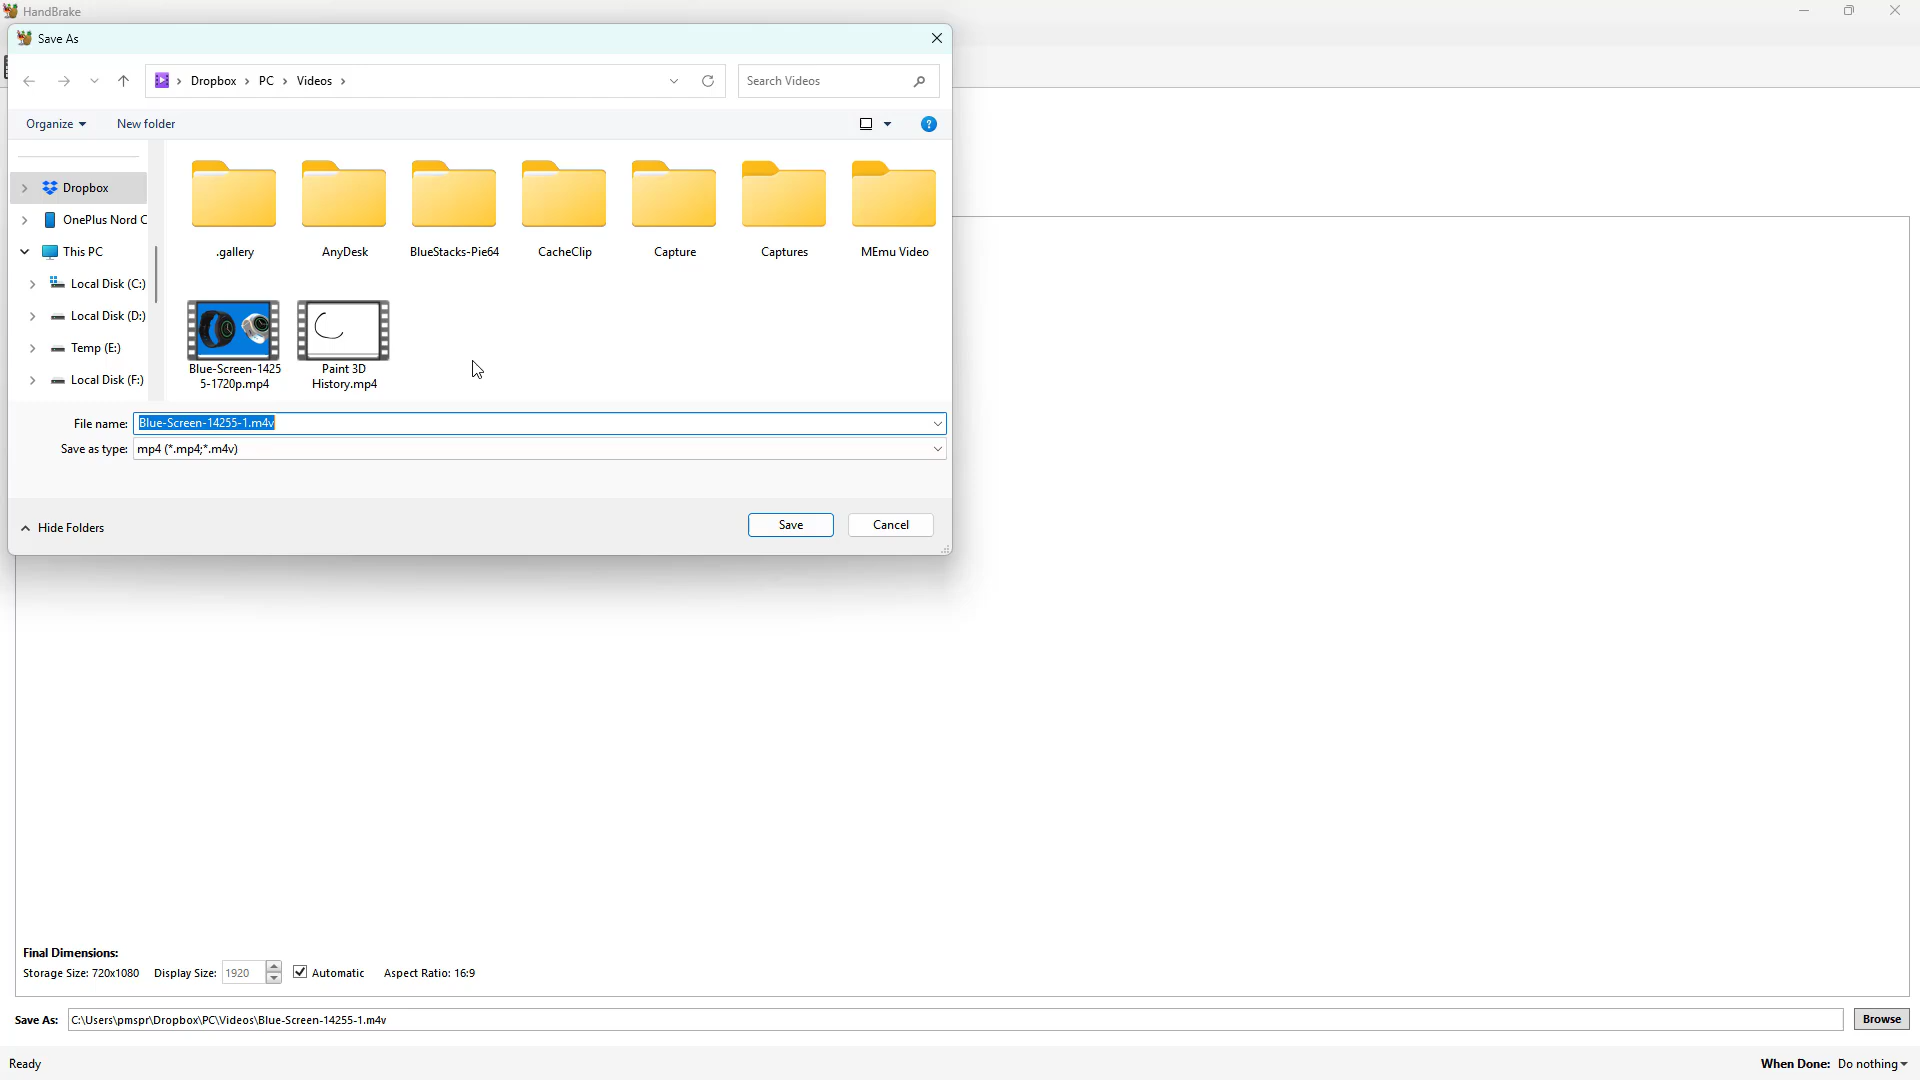 HandBrake
Save As
Dropbox
PC
Videos
Search Videos
Organize
New folder
?
Dropbox
OnePlus Nord C
This PC
Local Disk (C:)
Local Disk (D:)
Temp (E:)
Local Disk (F:)
.gallery
AnyDesk
BlueStacks-Pie64
CacheClip
Capture
Captures
MEmu Video
Blue-Screen-1425
5-1720p.mp4
Paint 3D
History.mp4
File name: Blue-Screen-14255-1.m4v
Save as type: mp4 (*.mp4;*.m4v)
Hide Folders
Save
Cancel
Final Dimensions:
Storage Size: 720x1080 Display Size: 1920 Automatic Aspect Ratio: 16:9
Save As: C:\Users\pmspr\Dropbox\PC\Videos\Blue-Screen-14255-1.m4v Browse
Ready
When Done: Do nothing